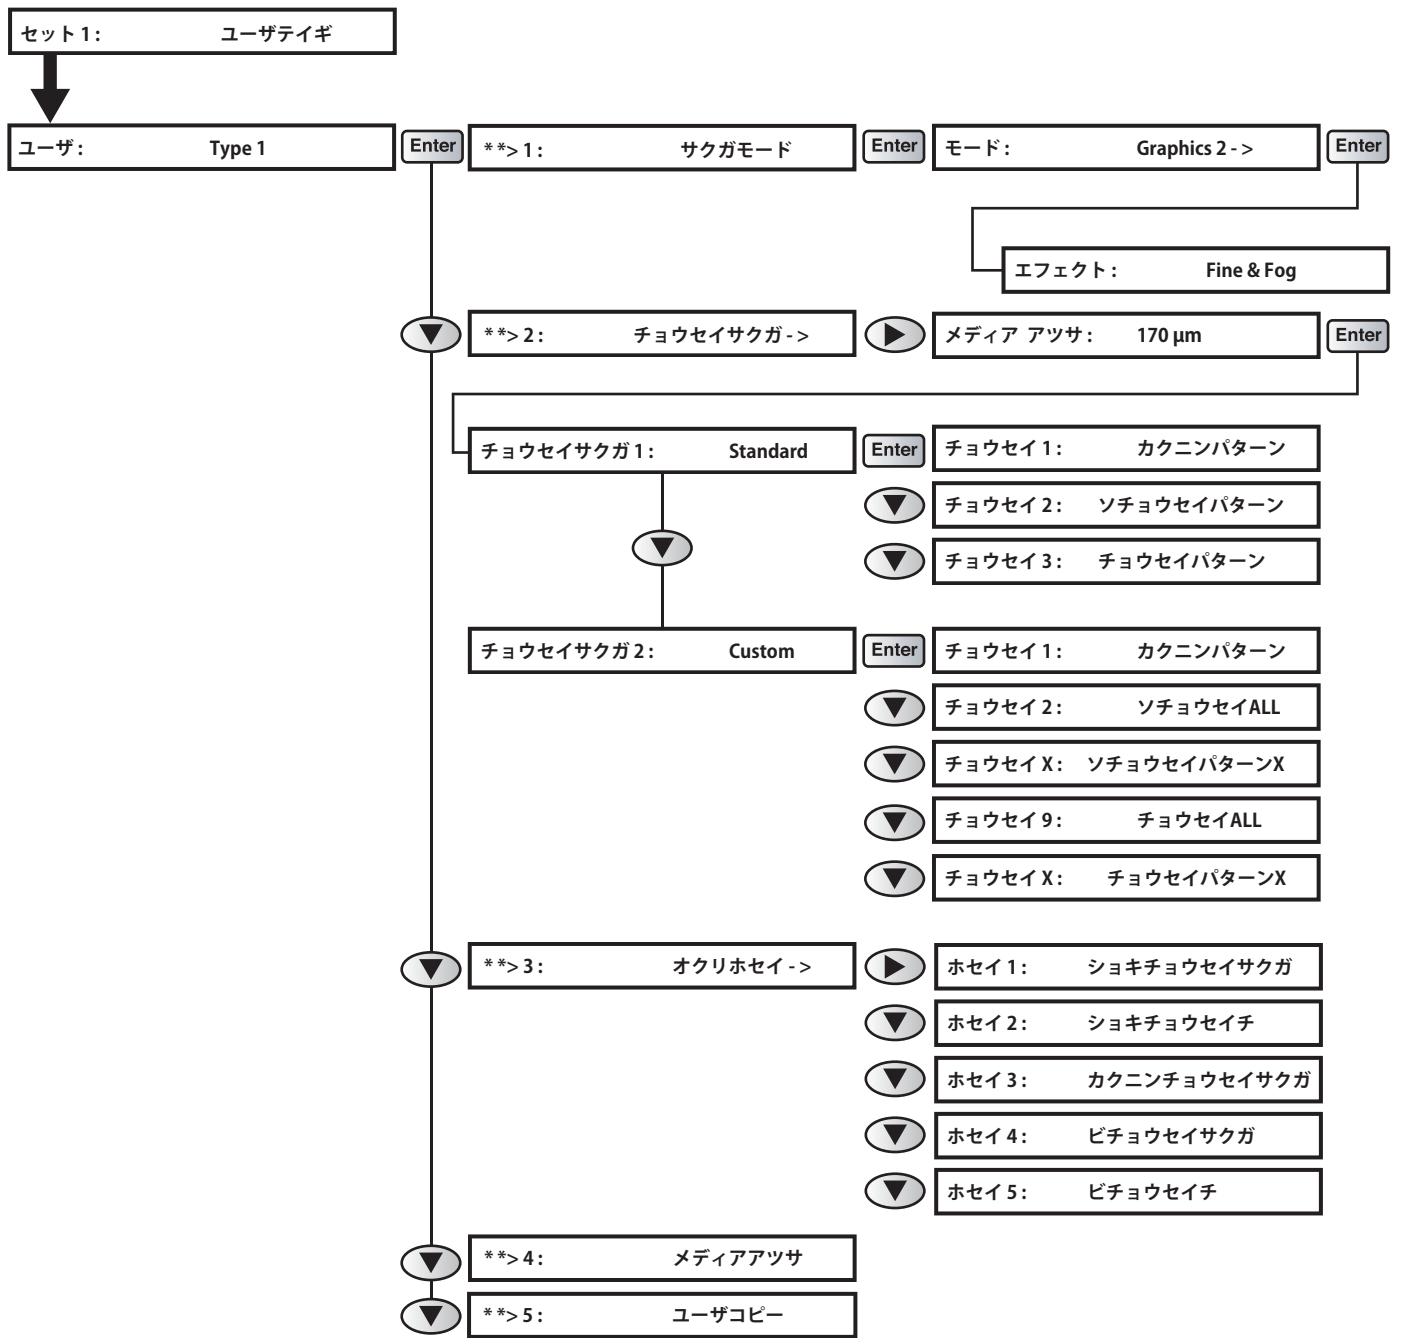 セット 1 : ユーザテイギ
ユーザ : Type 1 Enter * *> 1 : サクガモード Enter モード : Graphics 2 - > Enter
エフェクト : Fine & Fog
* *> 2 : チョウセイサクガ - > メディア アツサ : 170 µm Enter
チョウセイサクガ 1 : Standard Enter チョウセイ 1 : カクニンパターン
チョウセイ 2 : ソチョウセイパターン
チョウセイ 3 : チョウセイパターン
チョウセイサクガ 2 : Custom Enter チョウセイ 1 : カクニンパターン
チョウセイ 2 : ソチョウセイALL
チョウセイ X : ソチョウセイパターンX
チョウセイ 9 : チョウセイALL
チョウセイ X : チョウセイパターンX
* *> 3 : オクリホセイ - > ホセイ 1 : ショキチョウセイサクガ
ホセイ 2 : ショキチョウセイチ
ホセイ 3 : カクニンチョウセイサクガ
ホセイ 4 : ビチョウセイサクガ
ホセイ 5 : ビチョウセイチ
* *> 4 : メディアアツサ
* *> 5 : ユーザコピー